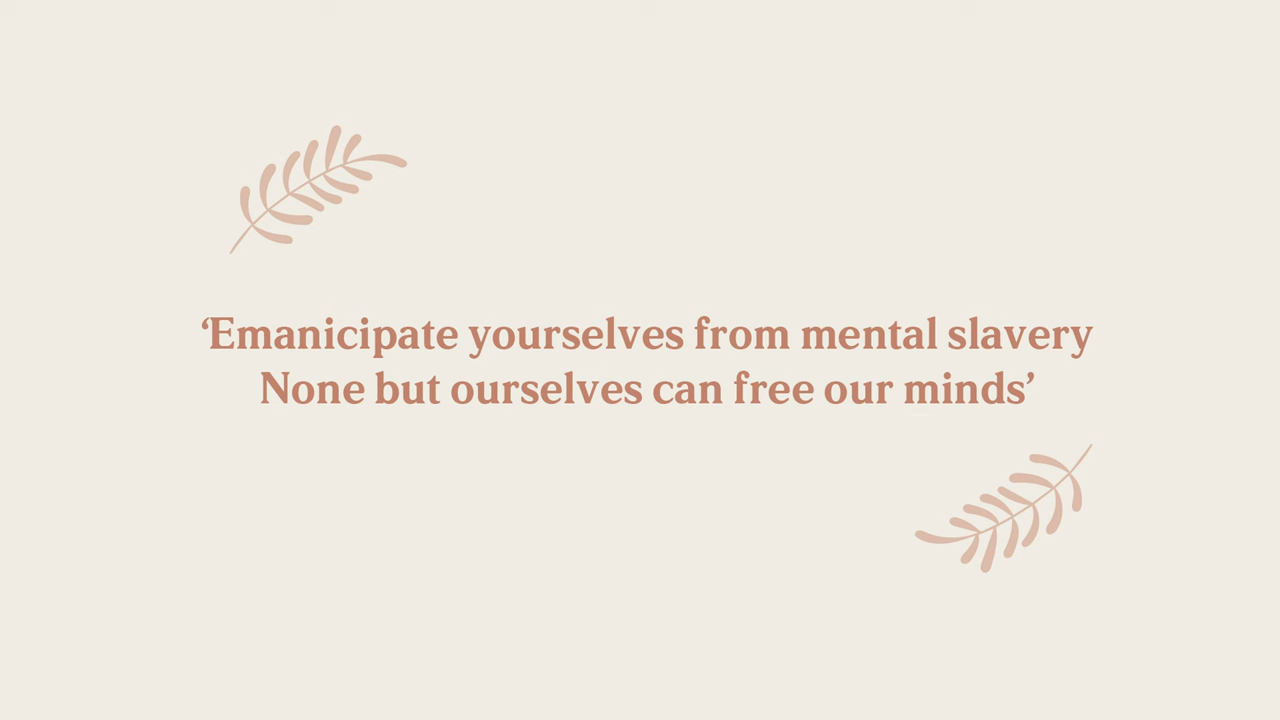 ‘Emanicipate yourselves from mental slavery
None but ourselves can free our minds’